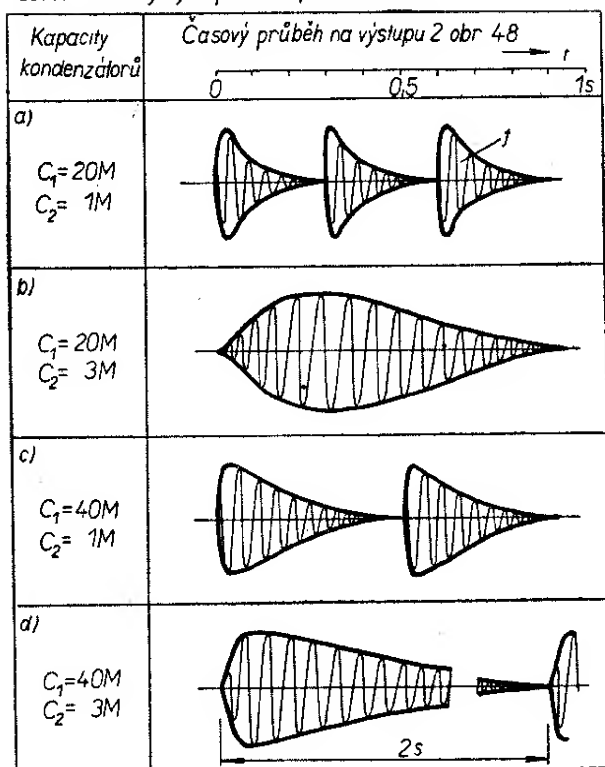 Kapacity
kondenzátorů
Časový průběh na výstupu 2 obr 48
t
0
0,5
1s
a)
C₁=20M
C₂= 1M
f
b)
C₁=20M
C₂= 3M
c)
C₁=40M
C₂= 1M
d)
C₁=40M
C₂= 3M
2s